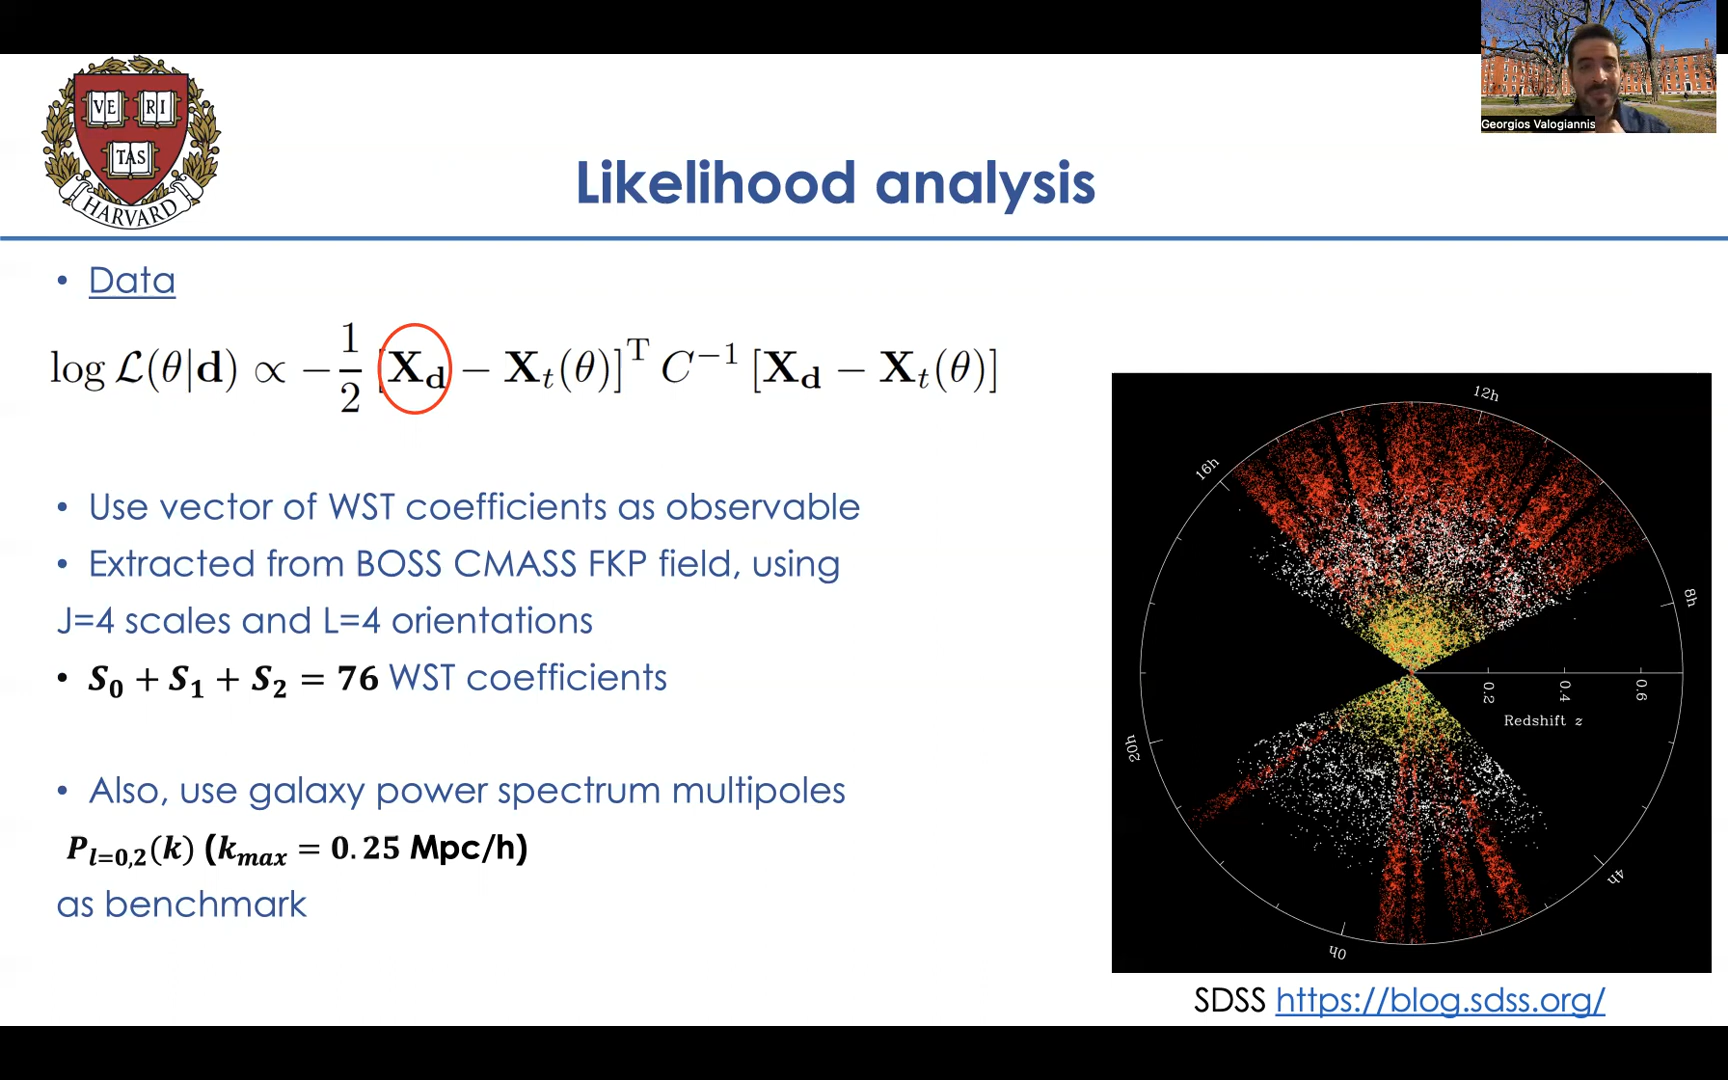 VE RI
TAS
HARVARD
Georgios Valogiannis
Likelihood analysis
• Data
log ℒ(θ|d) ∝ −1/2 [X_d − X_t(θ)]^T C^−1 [X_d − X_t(θ)]
• Use vector of WST coefficients as observable
• Extracted from BOSS CMASS FKP field, using
J=4 scales and L=4 orientations
• S_0 + S_1 + S_2 = 76 WST coefficients
• Also, use galaxy power spectrum multipoles
P_{l=0,2}(k) (k_max = 0.25 Mpc/h)
as benchmark
12h
16h
8h
0.2 0.4 0.6
Redshift z
20h
4h
0h
SDSS https://blog.sdss.org/